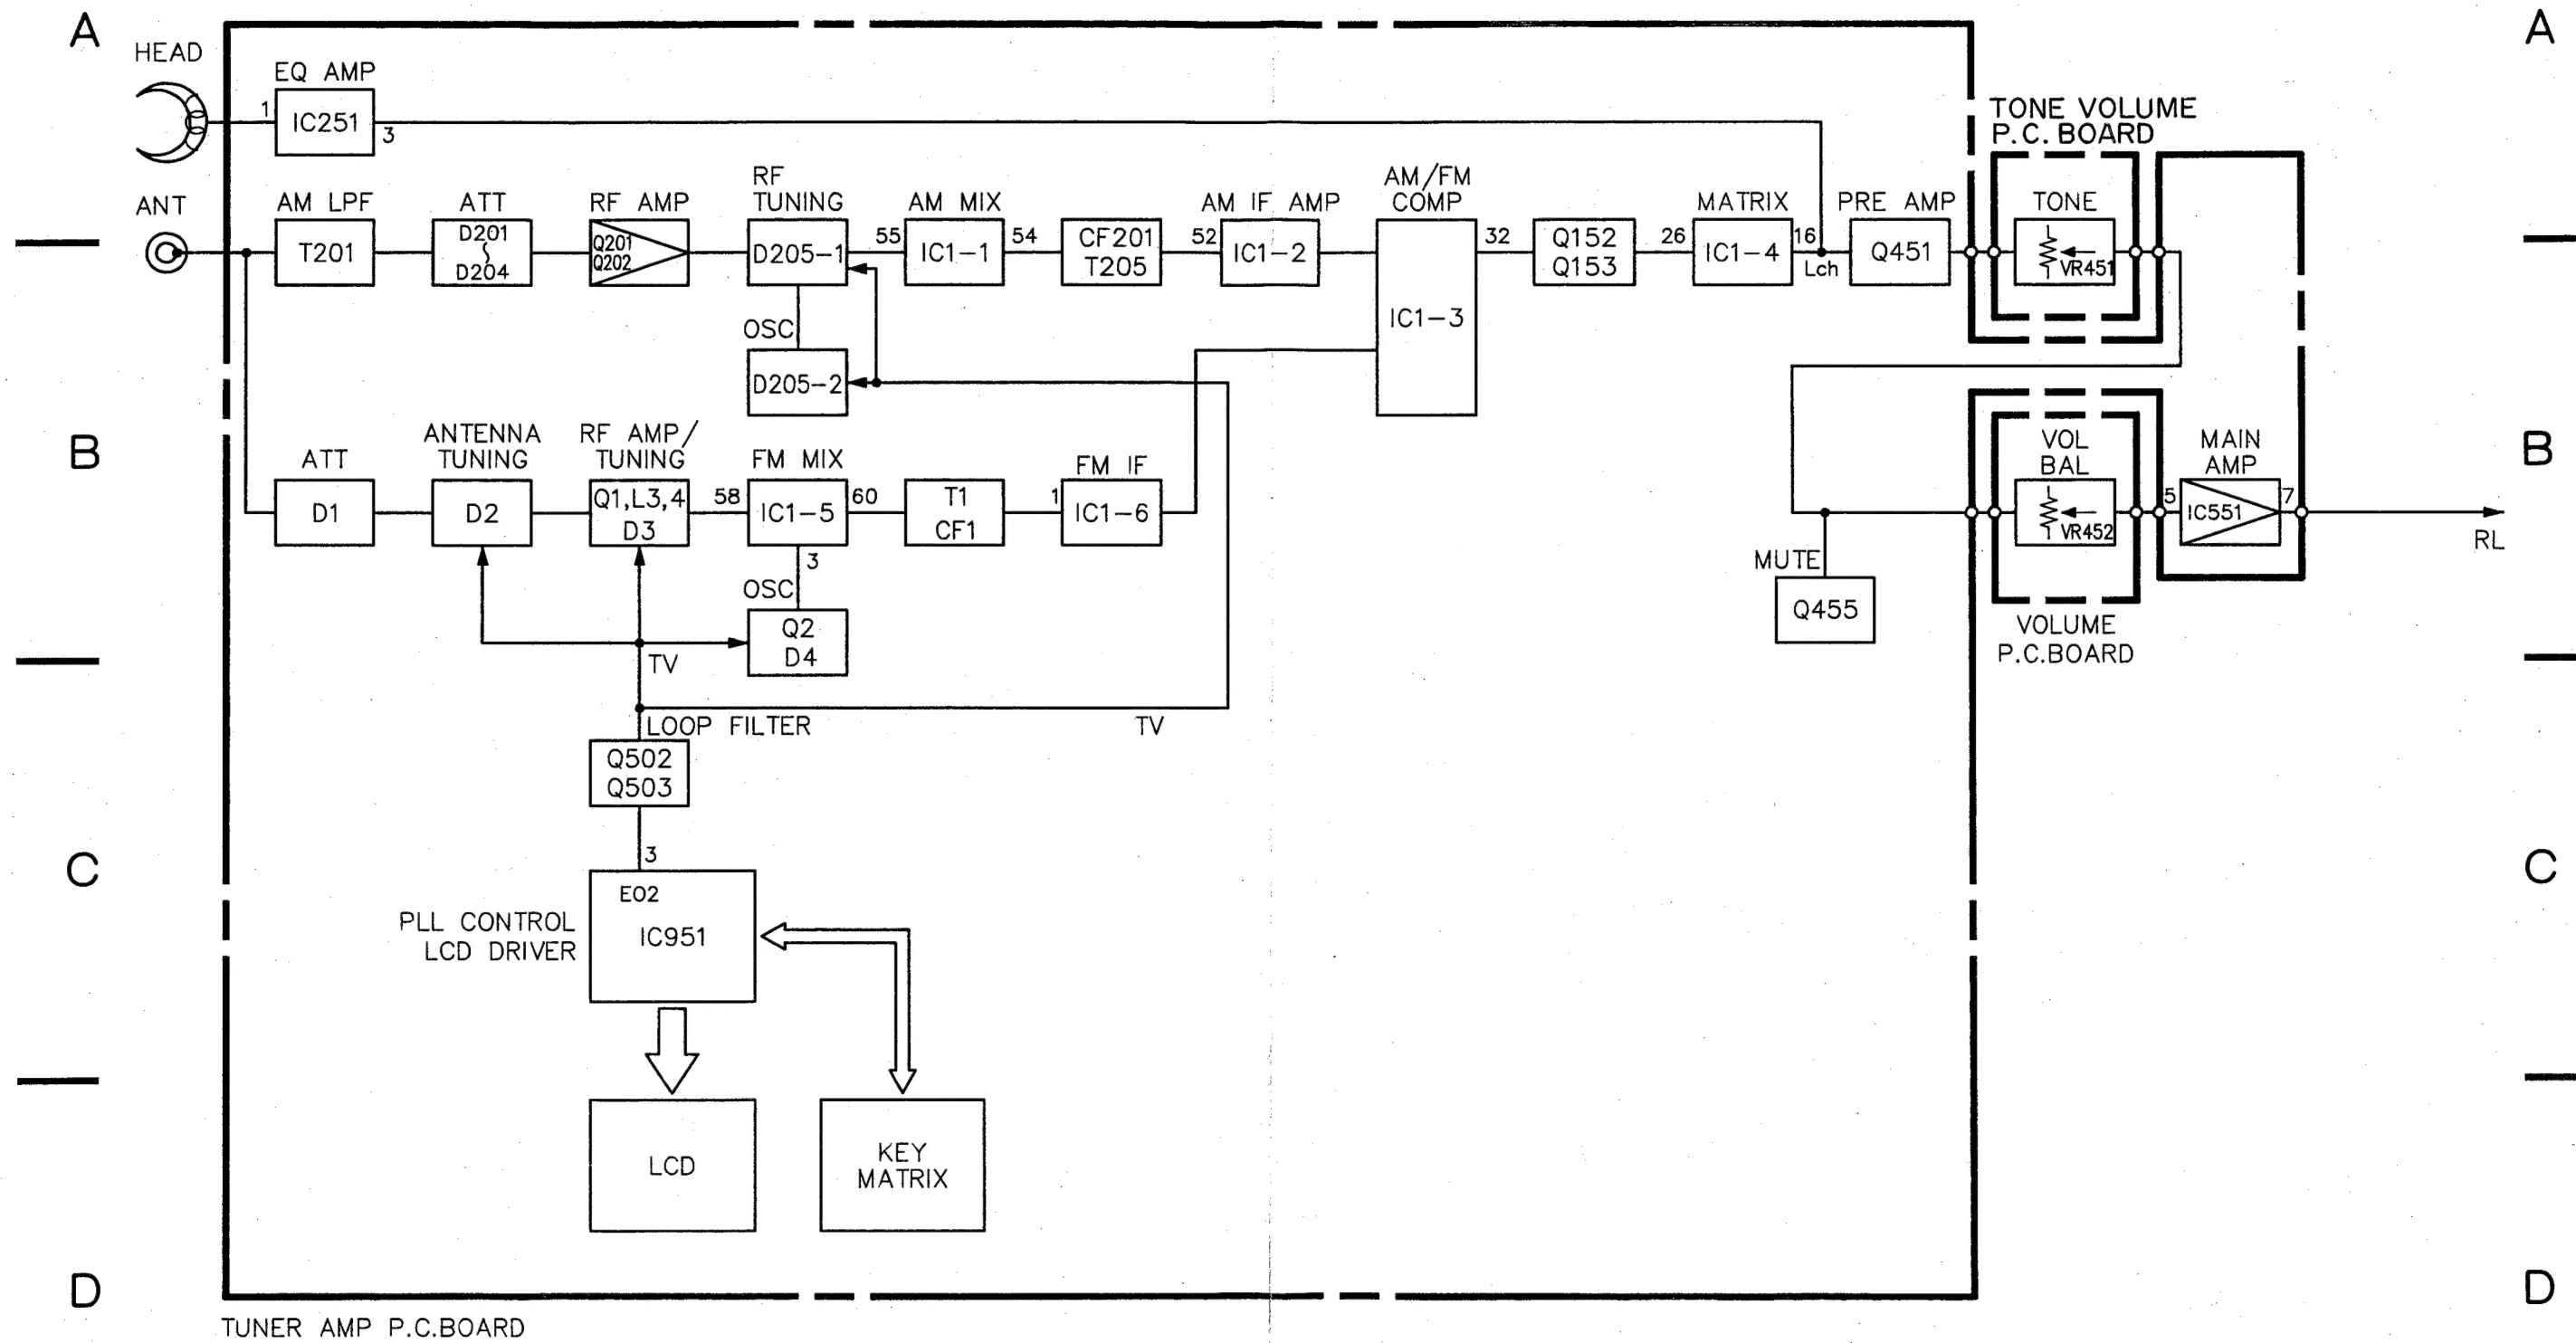 A
A
HEAD
EQ AMP
1
IC251
3
TONE VOLUME
P.C. BOARD
ANT
AM LPF
T201
ATT
D201
D204
RF AMP
Q201
Q202
RF
TUNING
D205-1
55
AM MIX
IC1-1
54
CF201
T205
52
AM IF AMP
IC1-2
AM/FM
COMP
IC1-3
32
Q152
Q153
26
MATRIX
IC1-4
16
Lch
PRE AMP
Q451
TONE
VR451
OSC
D205-2
B
B
ATT
D1
ANTENNA
TUNING
D2
RF AMP/
TUNING
Q1,L3,4
D3
58
FM MIX
IC1-5
60
T1
CF1
1
FM IF
IC1-6
VOL
BAL
VR452
MAIN
AMP
5
IC551
7
RL
3
OSC
Q2
D4
TV
MUTE
Q455
VOLUME
P.C.BOARD
LOOP FILTER
TV
Q502
Q503
3
C
C
EO2
IC951
PLL CONTROL
LCD DRIVER
LCD
KEY
MATRIX
D
D
TUNER AMP P.C.BOARD